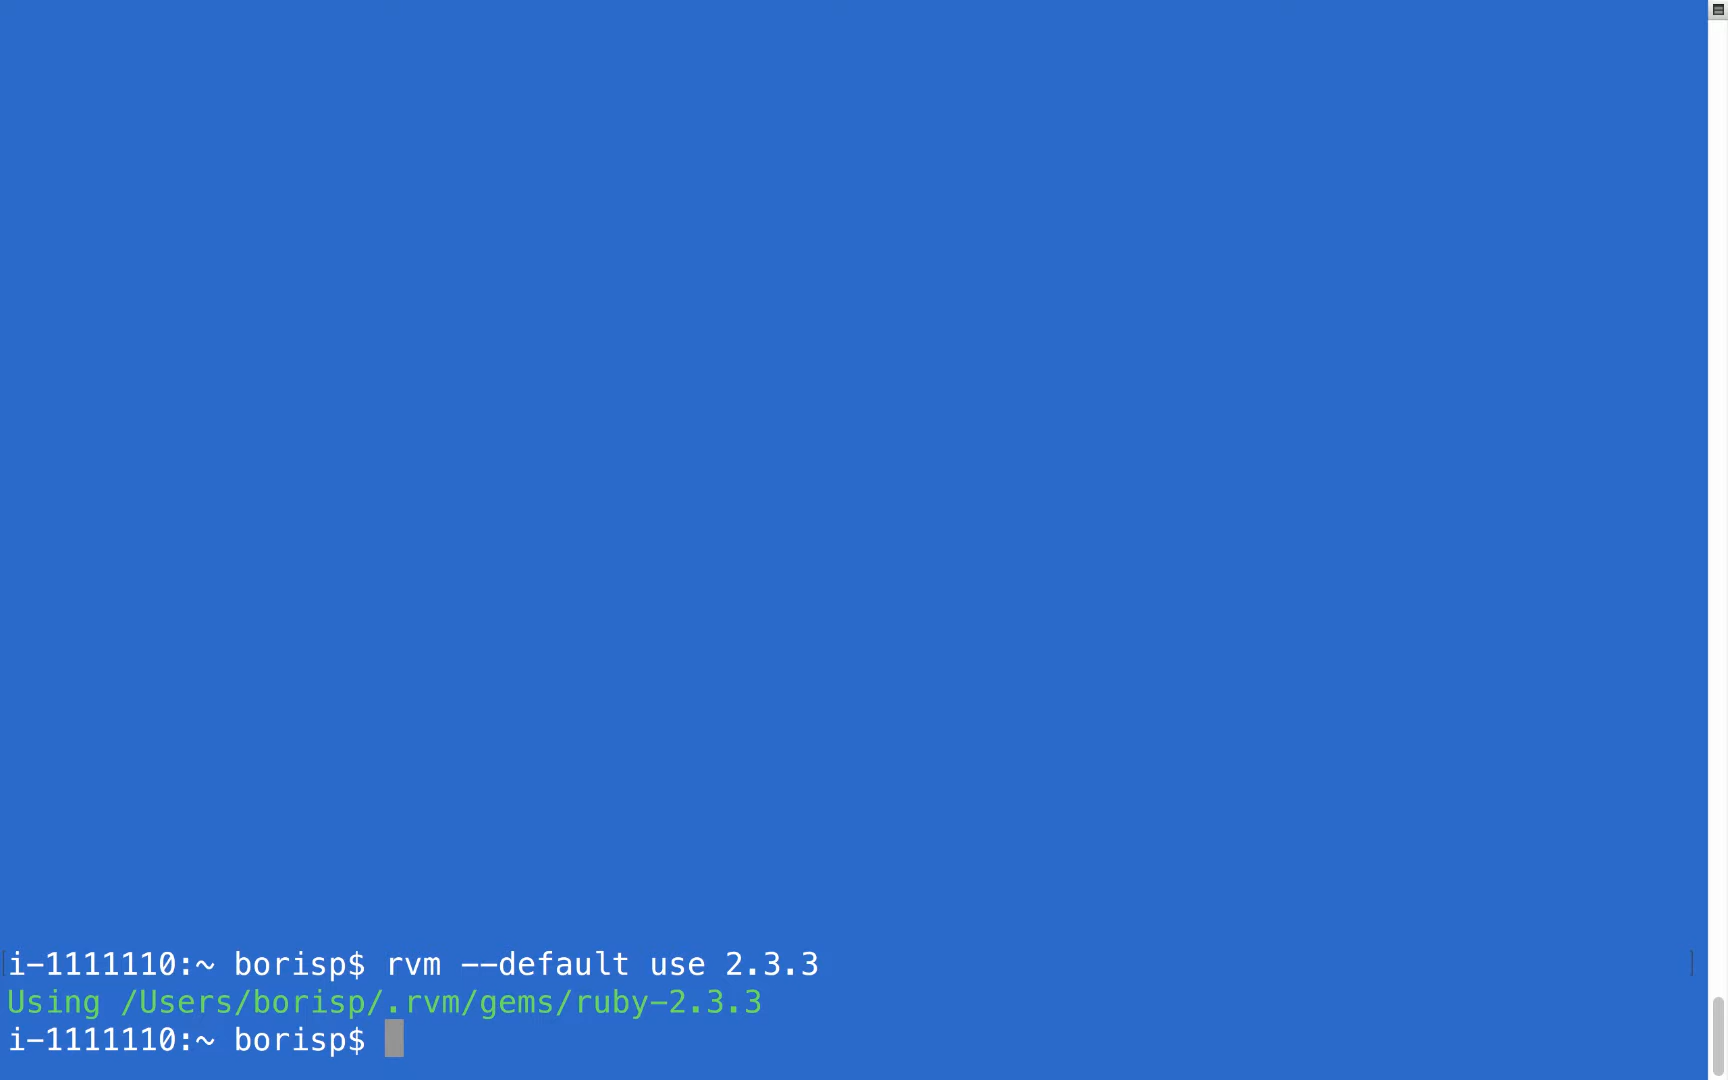 i-1111110:~ borisp$ rvm --default use 2.3.3
Using /Users/borisp/.rvm/gems/ruby-2.3.3
i-1111110:~ borisp$